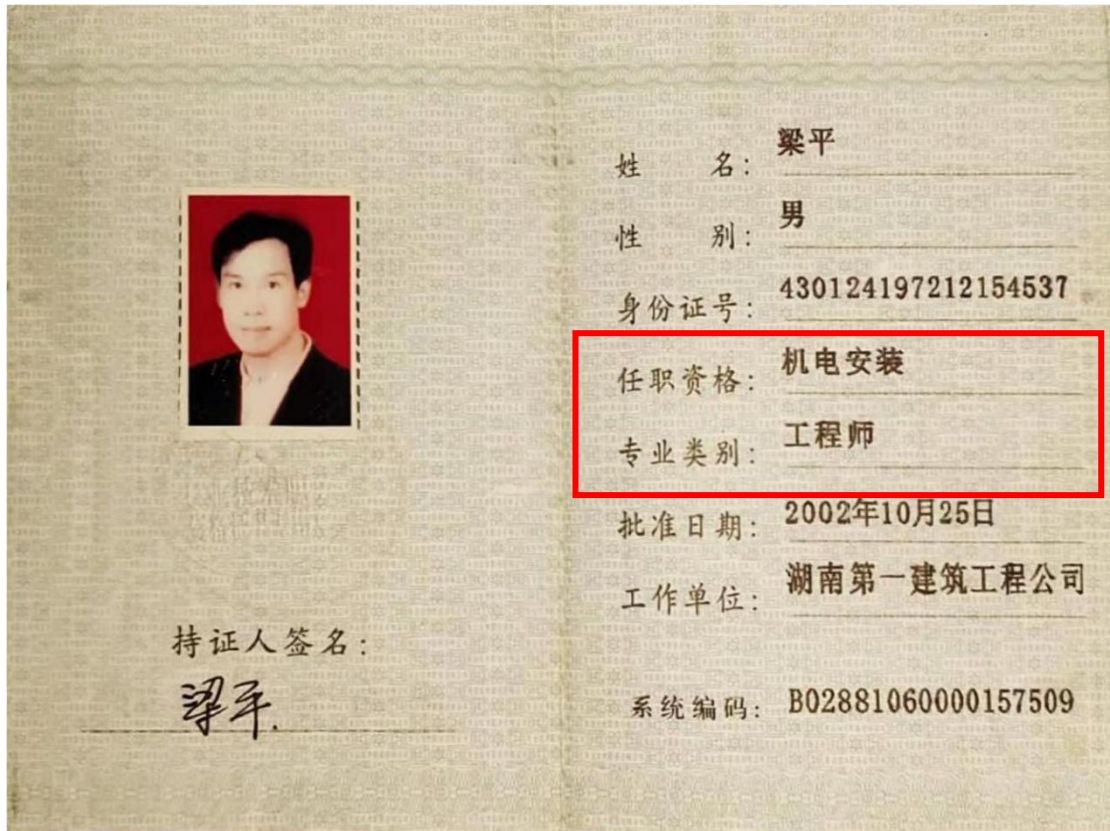 姓名：梁平
性别：男
身份证号：430124197212154537
任职资格：机电安装
专业类别：工程师
批准日期：2002年10月25日
工作单位：湖南第一建筑工程公司
系统编码：B02881060000157509
持证人签名：
梁平.